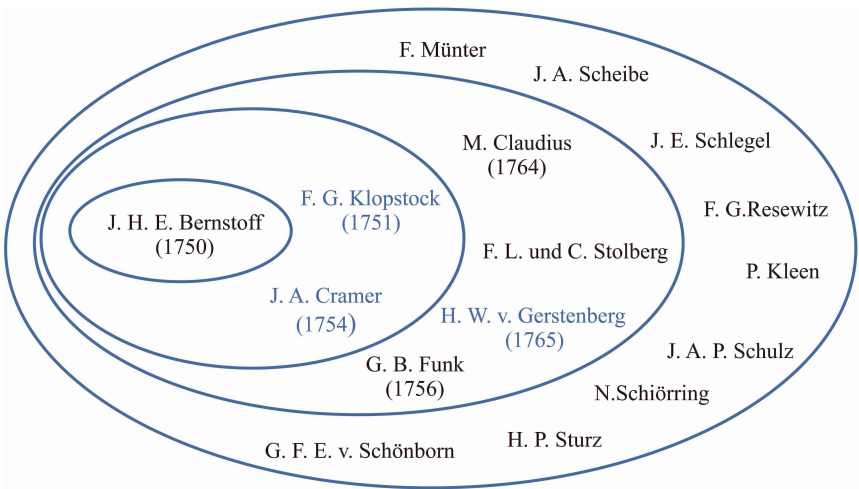 F. Münter
J. A. Scheibe
M. Claudius
(1764)
J. E. Schlegel
F. G. Klopstock
(1751)
J. H. E. Bernstoff
(1750)
F. G.Resewitz
F. L. und C. Stolberg
P. Kleen
J. A. Cramer
(1754)
H. W. v. Gerstenberg
(1765)
J. A. P. Schulz
G. B. Funk
(1756)
N.Schiörring
H. P. Sturz
G. F. E. v. Schönborn